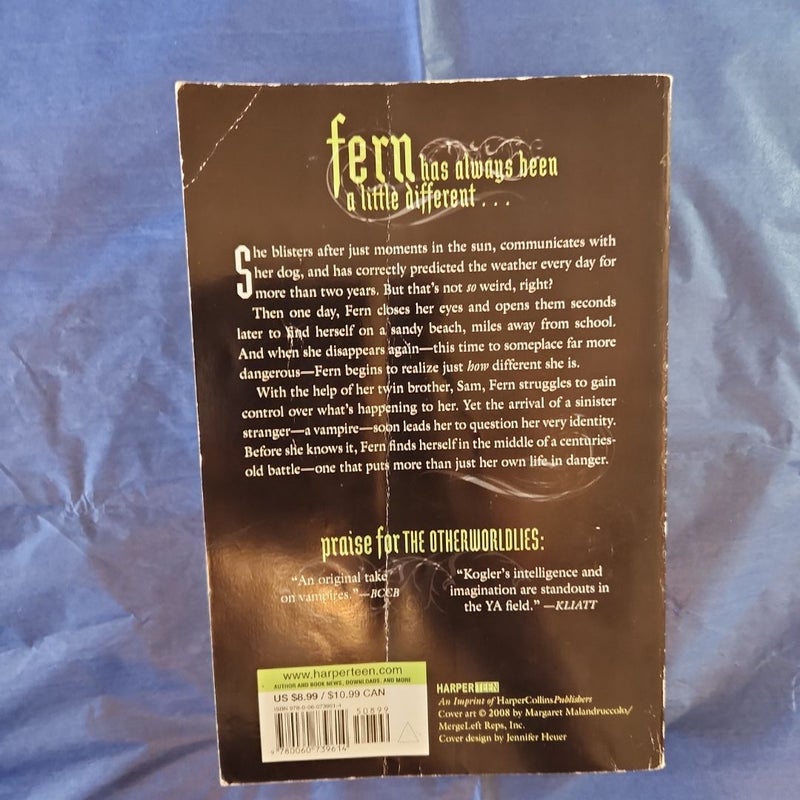 fern has always been
a little different . . .
She blisters after just moments in the sun, communicates with
her dog, and has correctly predicted the weather every day for
more than two years. But that's not so weird, right?
Then one day, Fern closes her eyes and opens them seconds
later to find herself on a sandy beach, miles away from school.
And when she disappears again—this time to someplace far more
dangerous—Fern begins to realize just how different she is.
With the help of her twin brother, Sam, Fern struggles to gain
control over what's happening to her. Yet the arrival of a sinister
stranger—a vampire—soon leads her to question her very identity.
Before she knows it, Fern finds herself in the middle of a centuries-
old battle—one that puts more than just her own life in danger.
praise for THE OTHERWORLDLIES:
"An original take
on vampires."—BCCB
"Kogler's intelligence and
imagination are standouts in
the YA field." —KLIATT
www.harperteen.com
AUTHOR AND BOOK NEWS, DOWNLOADS, AND MORE
US $8.99 / $10.99 CAN
ISBN 978-0-06-073961-4
50899
9 780060 739614
HARPERTEEN
An Imprint of HarperCollinsPublishers
Cover art © 2008 by Margaret Malandruccolo/
MergeLeft Reps, Inc.
Cover design by Jennifer Heuer